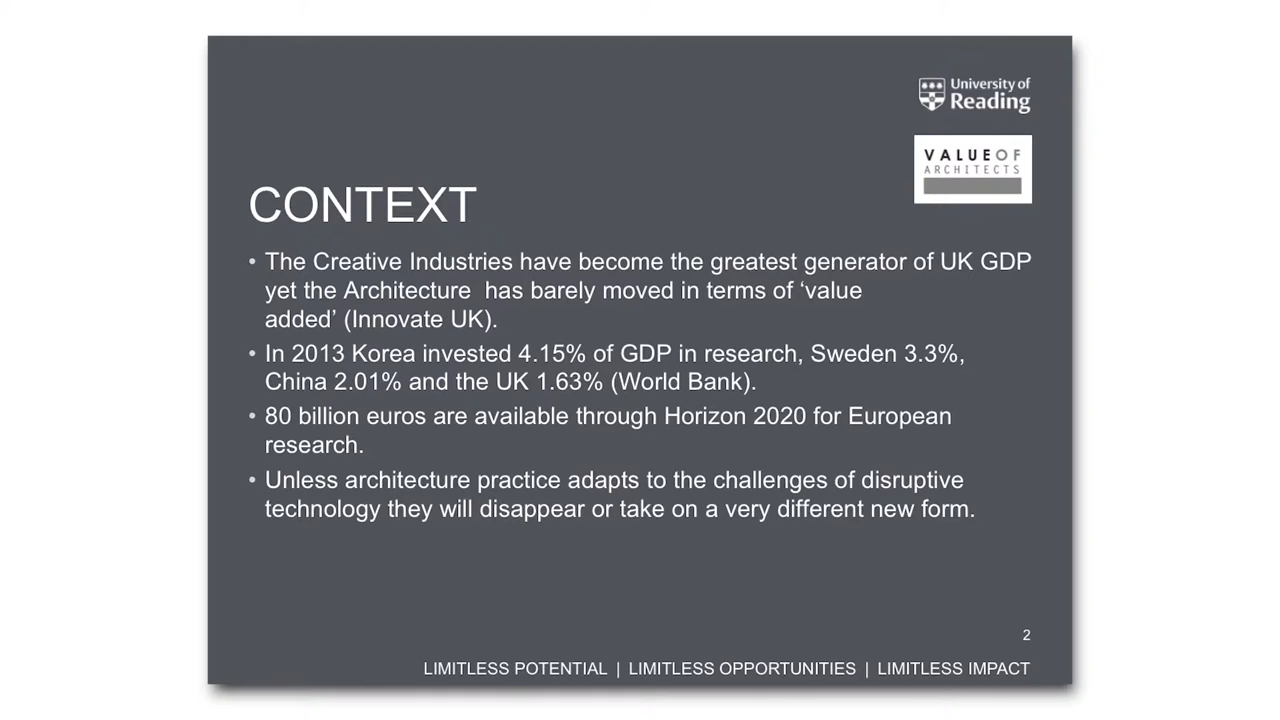 University of
Reading
VALUEOF
ARCHITECTS
CONTEXT
• The Creative Industries have become the greatest generator of UK GDP
yet the Architecture  has barely moved in terms of ‘value
added’ (Innovate UK).
• In 2013 Korea invested 4.15% of GDP in research, Sweden 3.3%,
China 2.01% and the UK 1.63% (World Bank).
• 80 billion euros are available through Horizon 2020 for European
research.
• Unless architecture practice adapts to the challenges of disruptive
technology they will disappear or take on a very different new form.
2
LIMITLESS POTENTIAL | LIMITLESS OPPORTUNITIES | LIMITLESS IMPACT